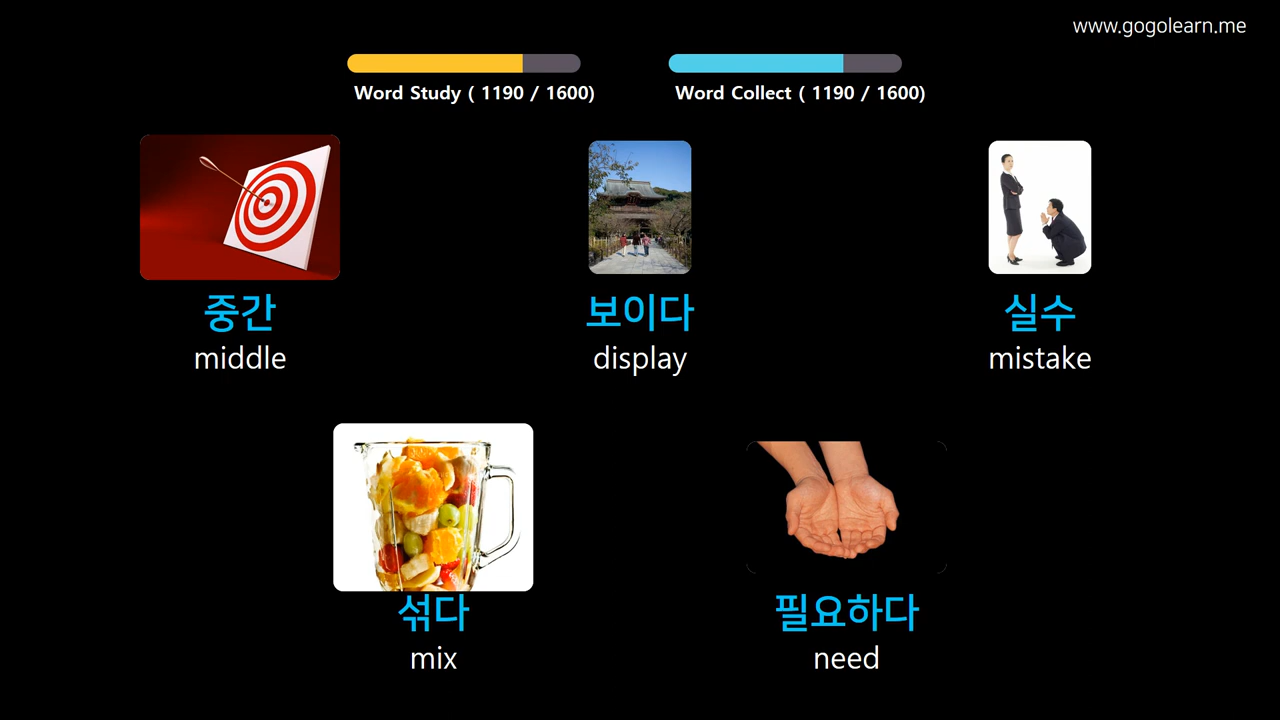 www.gogolearn.me
Word Study ( 1190 / 1600)
Word Collect ( 1190 / 1600)
중간
middle
보이다
display
실수
mistake
섞다
mix
필요하다
need